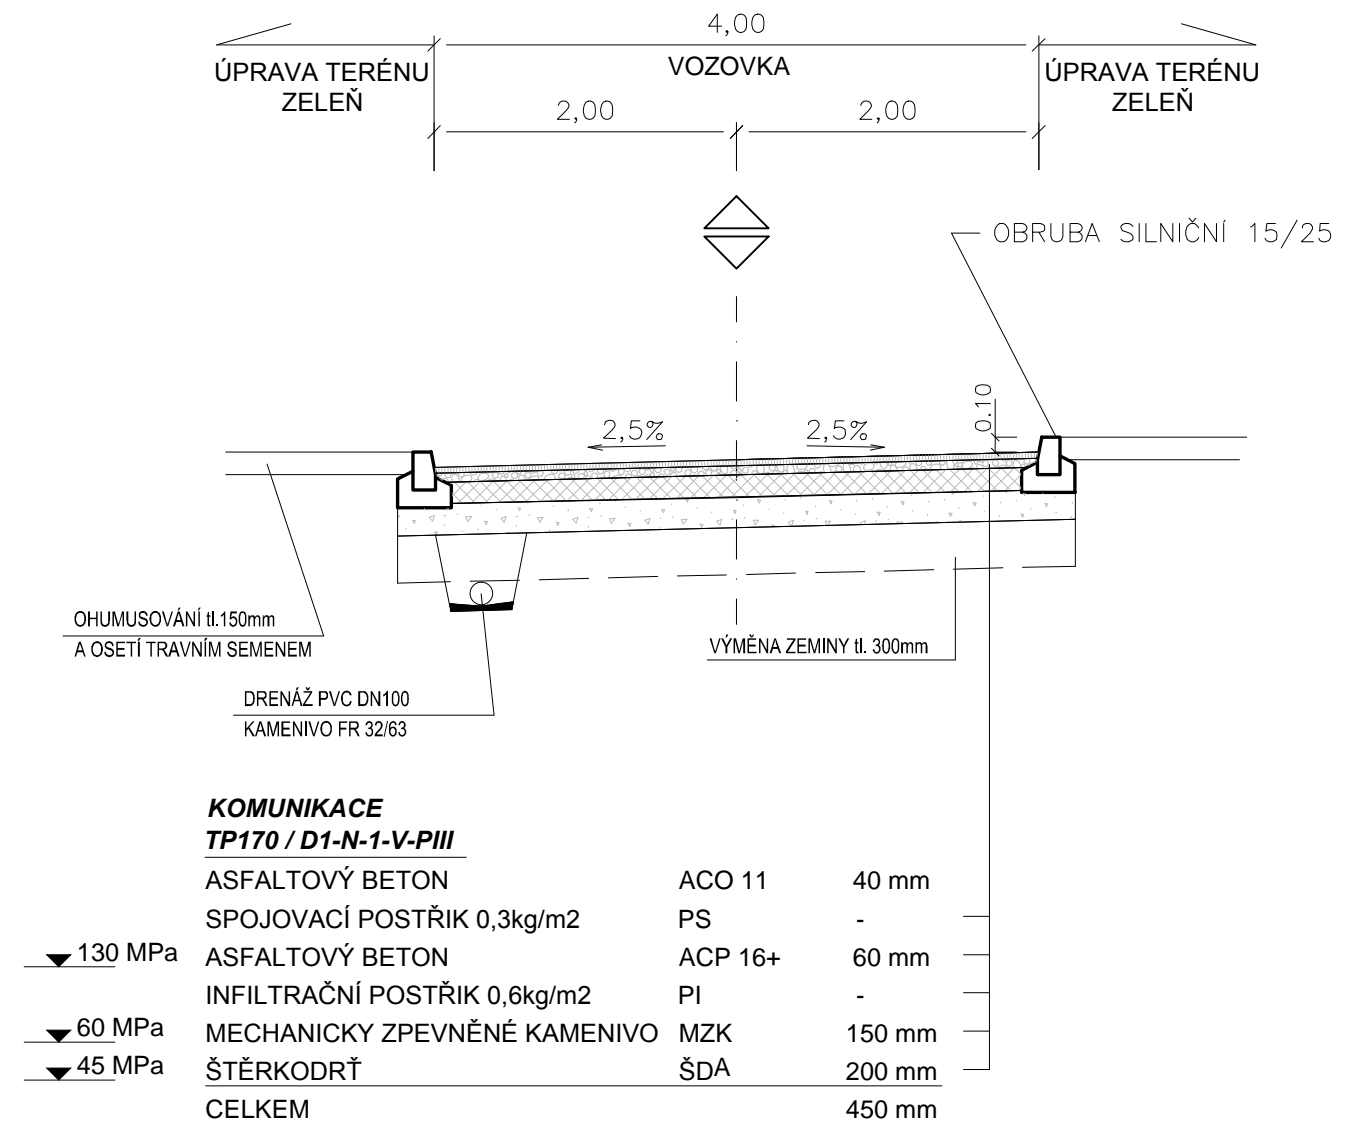 4,00
ÚPRAVA TERÉNU
ZELEŇ
VOZOVKA
ÚPRAVA TERÉNU
ZELEŇ
2,00
2,00
OBRUBA SILNIČNÍ 15/25
0.10
2,5%
2,5%
OHUMUSOVÁNÍ tl.150mm
A OSETÍ TRAVNÍM SEMENEM
VÝMĚNA ZEMINY tl. 300mm
DRENÁŽ PVC DN100
KAMENIVO FR 32/63
KOMUNIKACE
TP170 / D1-N-1-V-PIII
ASFALTOVÝ BETON ACO 11 40 mm
SPOJOVACÍ POSTŘIK 0,3kg/m2 PS -
130 MPa ASFALTOVÝ BETON ACP 16+ 60 mm
INFILTRAČNÍ POSTŘIK 0,6kg/m2 PI -
60 MPa MECHANICKY ZPEVNĚNÉ KAMENIVO MZK 150 mm
45 MPa ŠTĚRKODRŤ ŠDA 200 mm
CELKEM 450 mm